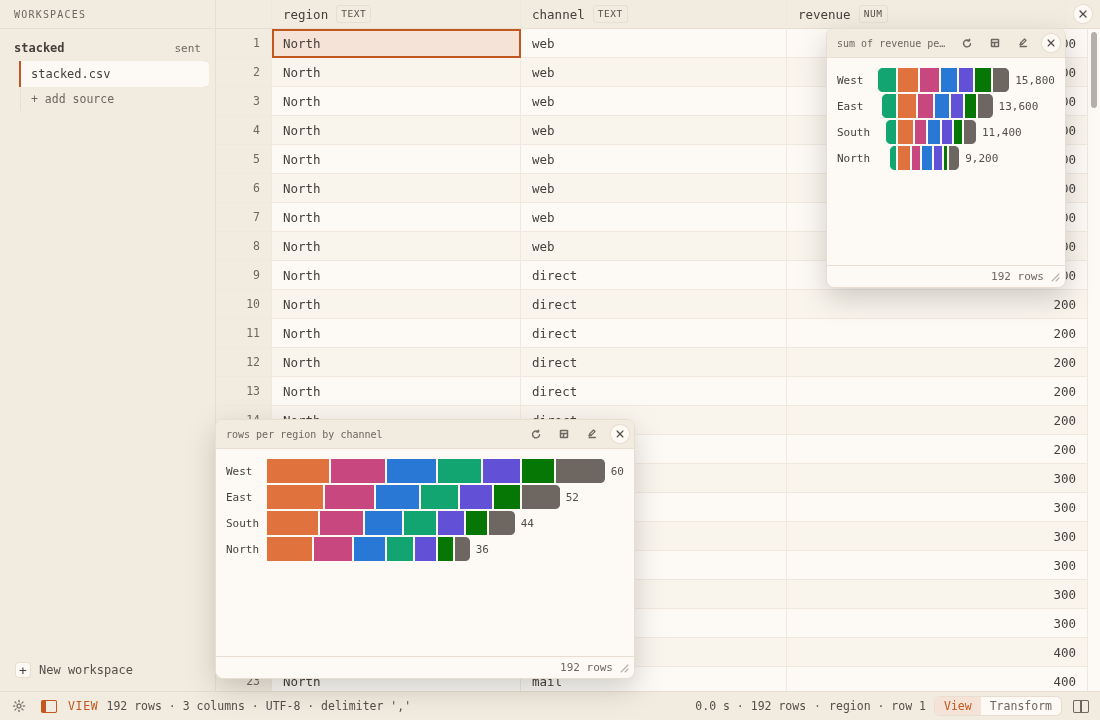 WORKSPACES
stacked sent
stacked.csv
+ add source
+ New workspace
region TEXT channel TEXT revenue NUM
1 North web
2 North web
3 North web
4 North web
5 North web
6 North web
7 North web
8 North web
9 North direct
10 North direct 200
11 North direct 200
12 North direct 200
13 North direct 200
200
200
300
300
300
300
300
300
400
23 North mail 400
sum of revenue pe…
West 15,800
East 13,600
South 11,400
North 9,200
192 rows
rows per region by channel
West 60
East 52
South 44
North 36
192 rows
VIEW 192 rows · 3 columns · UTF-8 · delimiter ','
0.0 s · 192 rows · region · row 1 View Transform